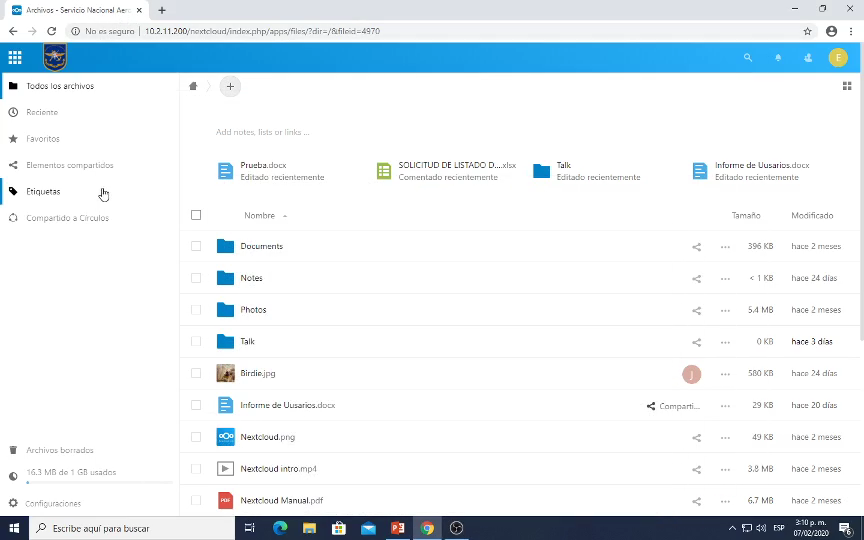 Archivos - Servicio Nacional Aero
No es seguro | 10.2.11.200/nextcloud/index.php/apps/files/?dir=/&fileid=4970
E
Todos los archivos
Reciente
Favoritos
Elementos compartidos
Etiquetas
Compartido a Círculos
Add notes, lists or links ...
Prueba.docx
Editado recientemente
SOLICITUD DE LISTADO D....xlsx
Comentado recientemente
Talk
Editado recientemente
Informe de Uusarios.docx
Editado recientemente
Nombre Tamaño Modificado
Documents 396 KB hace 2 meses
Notes < 1 KB hace 24 días
Photos 5.4 MB hace 2 meses
Talk 0 KB hace 3 días
Birdie.jpg J 580 KB hace 24 días
Informe de Uusarios.docx Comparti... 29 KB hace 20 días
Nextcloud.png 49 KB hace 2 meses
Nextcloud intro.mp4 3.8 MB hace 2 meses
PDF Nextcloud Manual.pdf 6.7 MB hace 2 meses
Archivos borrados
16.3 MB de 1 GB usados
Configuraciones
Escribe aquí para buscar
ESP
3:10 p. m.
07/02/2020
6